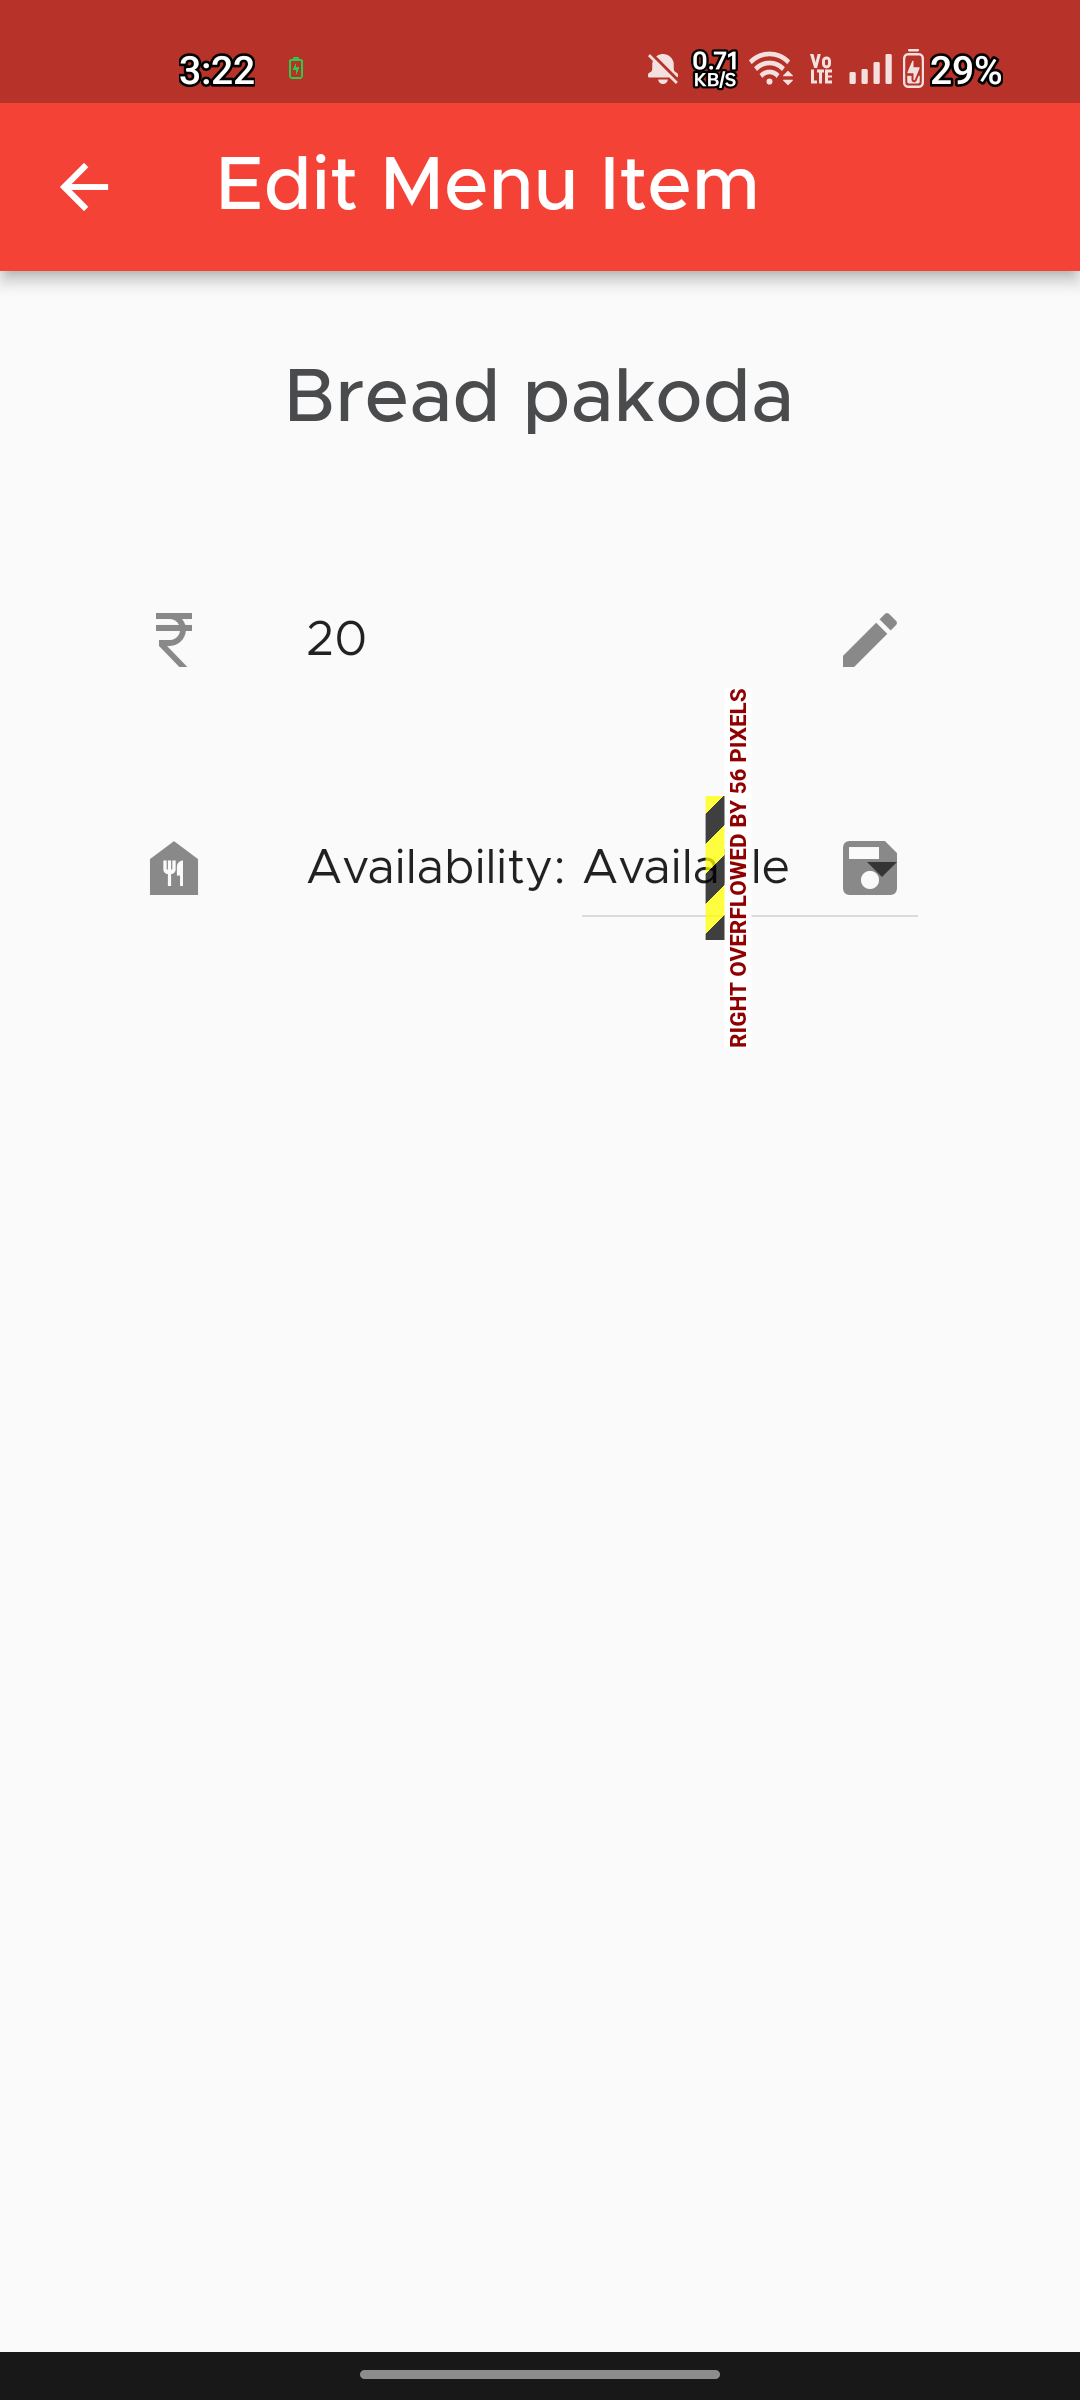 3:22
0.71 KB/S
Vo LTE
29%
Edit Menu Item
Bread pakoda
₹ 20
Availability: Availa le
RIGHT OVERFLOWED BY 56 PIXELS